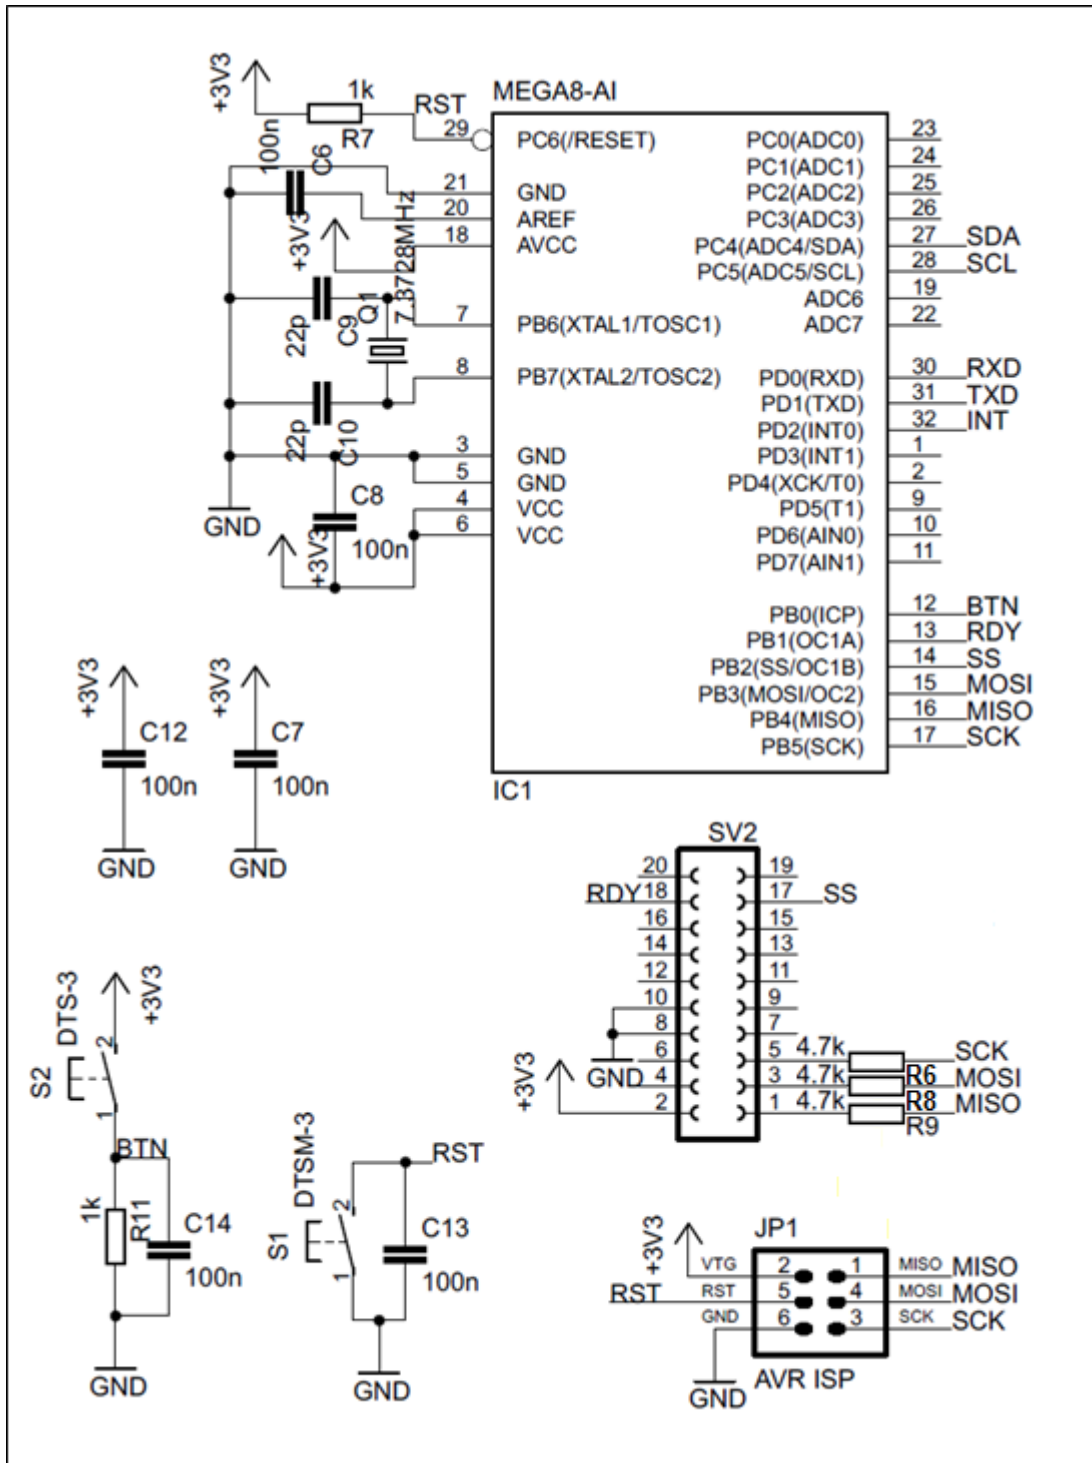 +3V3
1k
RST
MEGA8-AI
R7
29
PC6(/RESET)
PC0(ADC0)
23
100n
C6
PC1(ADC1)
24
21
GND
PC2(ADC2)
25
20
AREF
PC3(ADC3)
26
+3V3
18
AVCC
PC4(ADC4/SDA)
27
SDA
PC5(ADC5/SCL)
28
SCL
7.3728MHz
Q1
ADC6
19
22p
C9
7
PB6(XTAL1/TOSC1)
ADC7
22
8
PB7(XTAL2/TOSC2)
PD0(RXD)
30
RXD
PD1(TXD)
31
TXD
22p
C10
PD2(INT0)
32
INT
3
GND
PD3(INT1)
1
5
GND
PD4(XCK/T0)
2
C8
4
VCC
PD5(T1)
9
GND
6
VCC
PD6(AIN0)
10
+3V3
100n
PD7(AIN1)
11
PB0(ICP)
12
BTN
PB1(OC1A)
13
RDY
PB2(SS/OC1B)
14
SS
PB3(MOSI/OC2)
15
MOSI
PB4(MISO)
16
MISO
PB5(SCK)
17
SCK
IC1
+3V3
C12
100n
GND
+3V3
C7
100n
GND
SV2
20
19
RDY
18
17
SS
16
15
14
13
12
11
10
9
8
7
6
5
4.7k
SCK
GND
4
3
4.7k
R6
MOSI
+3V3
2
1
4.7k
R8
MISO
R9
DTS-3
+3V3
S2
2
1
BTN
1k
R11
C14
100n
GND
DTSM-3
RST
S1
2
1
C13
100n
GND
JP1
+3V3
VTG
2
1
MISO
MISO
RST
RST
5
4
MOSI
MOSI
GND
6
3
SCK
SCK
GND
AVR ISP